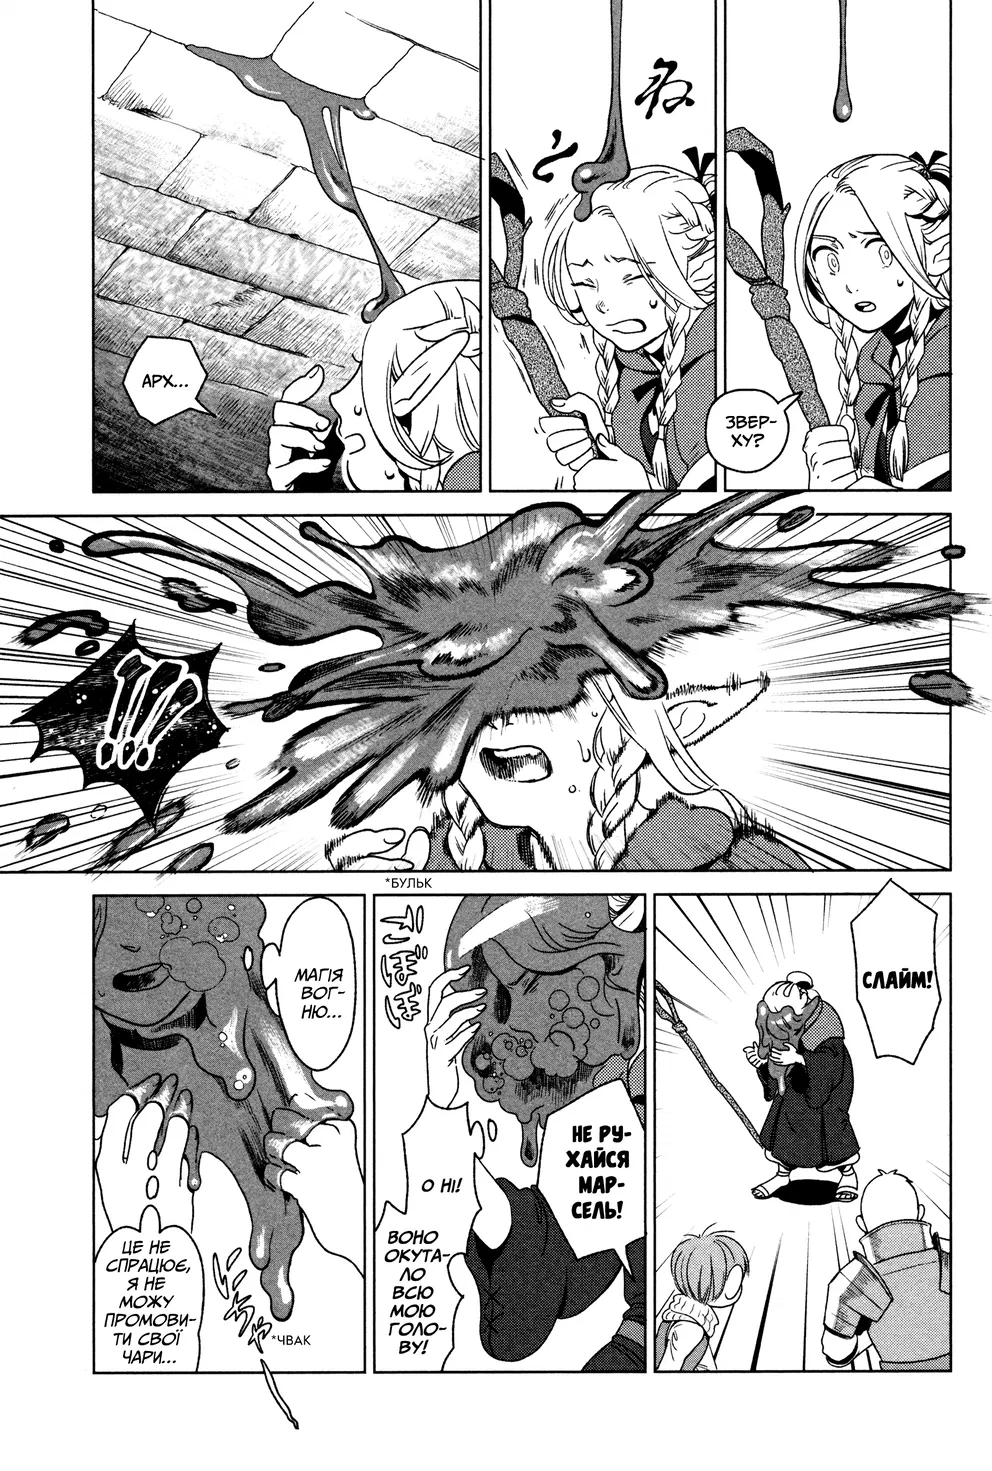 ЗВЕР-
ХУ?
АРХ...
!!!
СЛАЙМ!
*БУЛЬК
НЕ РУ-
ХАЙСЯ
МАР-
СЕЛЬ!
О НІ!
ВОНО
ОКУТА-
ЛО
ВСЮ
МОЮ
ГОЛО-
ВУ!
МАГІЯ
ВОГ-
НЮ...
*ЧВАК
ЦЕ НЕ
СПРАЦЮЄ,
Я НЕ
МОЖУ
ПРОМОВИ-
ТИ СВОЇ
ЧАРИ...